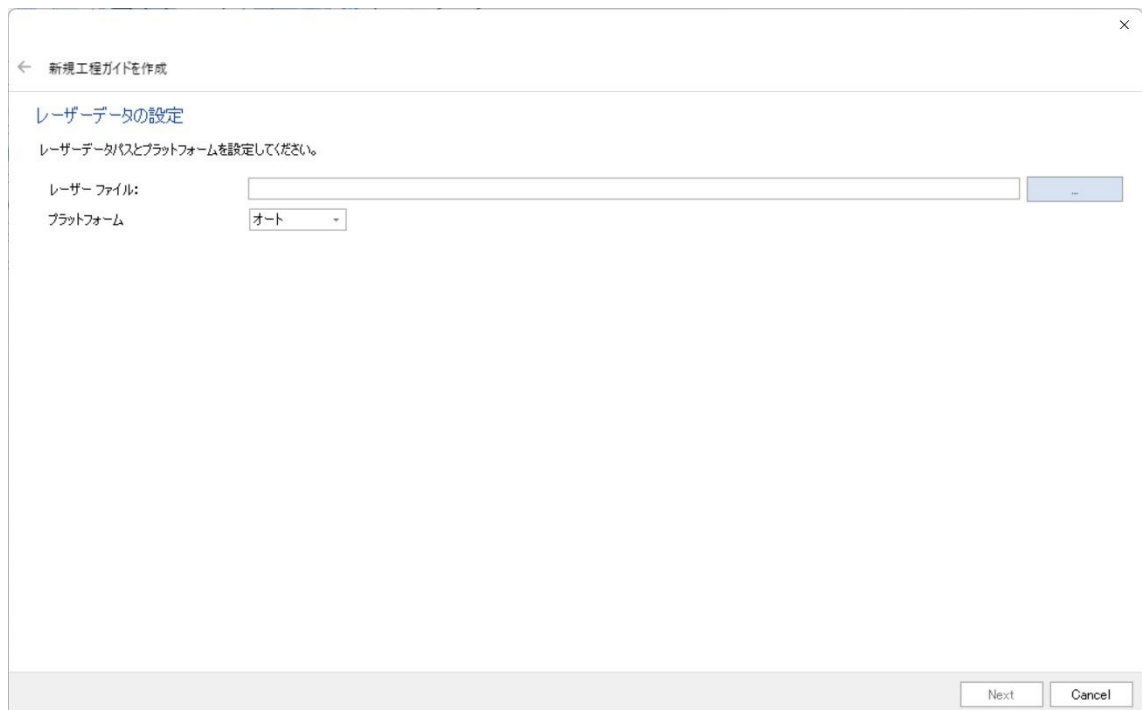 新規工程ガイドを作成
レーザーデータの設定
レーザーデータパスとプラットフォームを設定してください。
レーザー ファイル:
...
プラットフォーム
オート
Next
Cancel